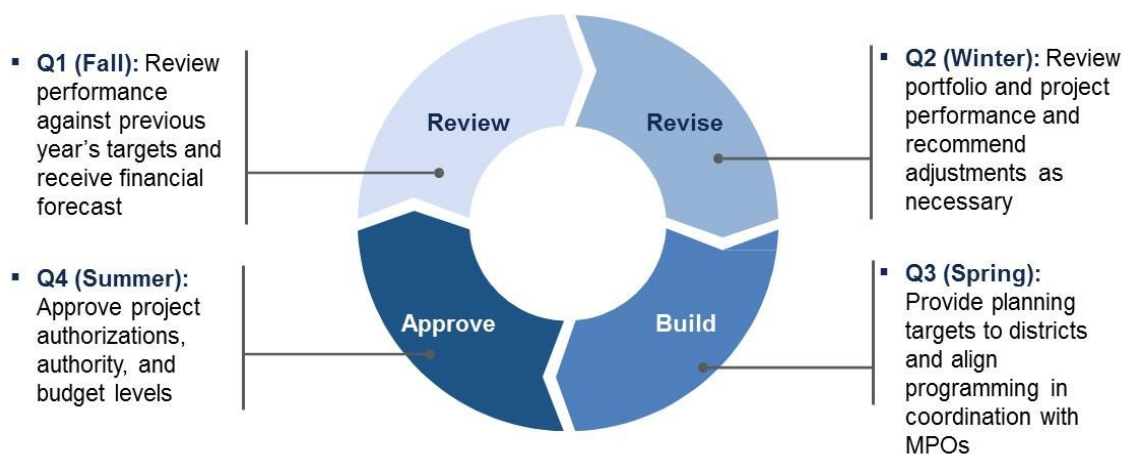 ▪ Q1 (Fall): Review
performance
against previous
year’s targets and
receive financial
forecast
Review
Revise
▪ Q2 (Winter): Review
portfolio and project
performance and
recommend
adjustments as
necessary
▪ Q4 (Summer):
Approve project
authorizations,
authority, and
budget levels
Approve
Build
▪ Q3 (Spring):
Provide planning
targets to districts
and align
programming in
coordination with
MPOs